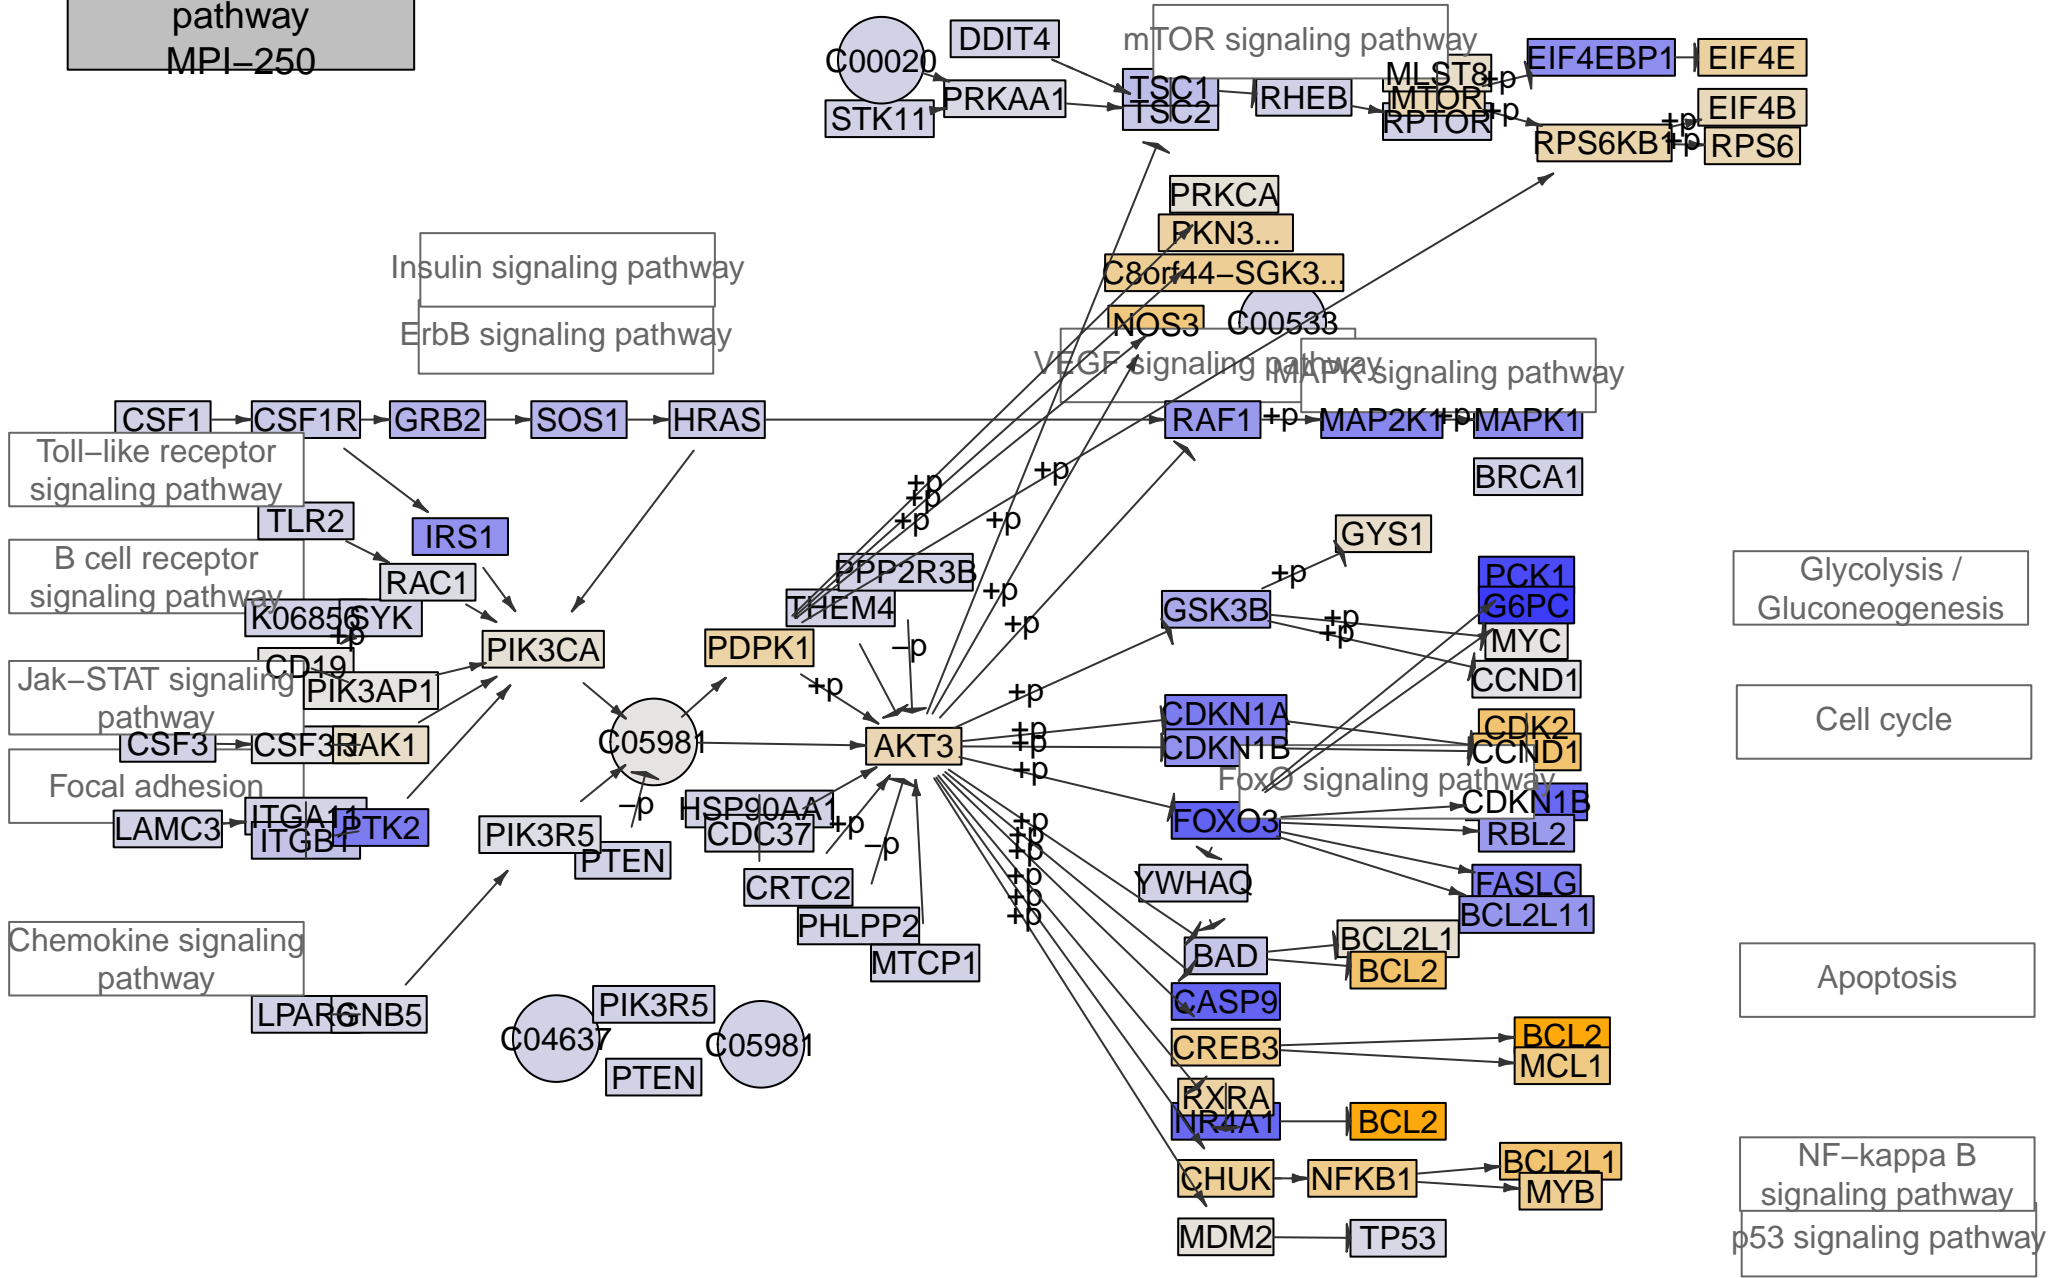 pathway
MPI−250
DDIT4
mTOR signaling pathway
C00020
STK11
PRKAA1
TSC1
TSC2
RHEB
MLST8
MTOR
RPTOR
+p
+p
EIF4EBP1
EIF4E
EIF4B
RPS6KB1
+p
+p
RPS6
PRKCA
PKN3...
C8orf44−SGK3...
NOS3
C00533
Insulin signaling pathway
ErbB signaling pathway
VEGF signaling pathway
MAPK signaling pathway
CSF1
CSF1R
GRB2
SOS1
HRAS
RAF1
+p
MAP2K1
+p
MAPK1
BRCA1
Toll−like receptor
signaling pathway
TLR2
IRS1
+p
+p
+p
+p
+p
GYS1
B cell receptor
signaling pathway
RAC1
K06856
SYK
+p
CD19
PIK3AP1
PIK3CA
PDPK1
PPP2R3B
THEM4
−p
+p
+p
+p
+p
GSK3B
+p
+p
+p
PCK1
G6PC
MYC
CCND1
Glycolysis /
Gluconeogenesis
Jak−STAT signaling
pathway
CSF3
CSF3R
JAK1
C05981
AKT3
+p
+p
+p
CDKN1A
CDKN1B
CDK2
CCND1
Cell cycle
Focal adhesion
LAMC3
ITGA11
ITGB1
PTK2
PIK3R5
−p
PTEN
HSP90AA1
CDC37
+p
−p
CRTC2
PHLPP2
MTCP1
FoxO signaling pathway
FOXO3
CDKN1B
RBL2
FASLG
BCL2L11
+p
+p
+p
+p
+p
+p
YWHAQ
BAD
BCL2L1
BCL2
Apoptosis
Chemokine signaling
pathway
LPAR6
GNB5
C04637
PIK3R5
C05981
PTEN
CASP9
CREB3
BCL2
MCL1
RXRA
NR4A1
BCL2
CHUK
NFKB1
BCL2L1
MYB
NF−kappa B
signaling pathway
MDM2
TP53
p53 signaling pathway